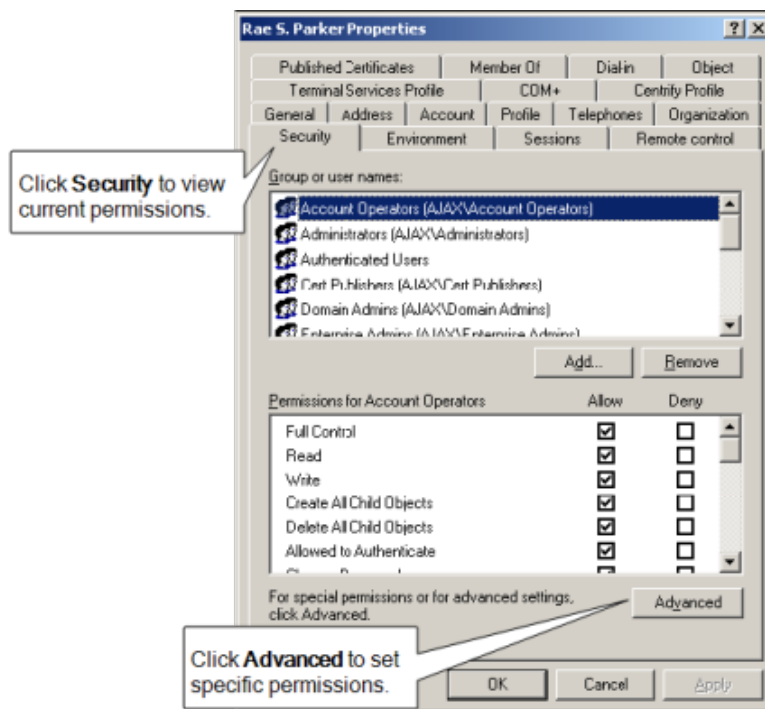 Rae S. Parker Properties
Published Certificates Member Of Dial-in Object
Terminal Services Profile COM+ Centrify Profile
General Address Account Profile Telephones Organization
Security Environment Sessions Remote control
Click Security to view
current permissions.
Group or user names:
Account Operators (AJAX\Account Operators)
Administrators (AJAX\Administrators)
Authenticated Users
Cert Publishers (AJAX\Cert Publishers)
Domain Admins (AJAX\Domain Admins)
Enterprise Admins (AJAX\Enterprise Admins)
Add... Remove
Permissions for Account Operators Allow Deny
Full Control
Read
Write
Create All Child Objects
Delete All Child Objects
Allowed to Authenticate
For special permissions or for advanced settings,
click Advanced.
Advanced
Click Advanced to set
specific permissions.
OK Cancel Apply